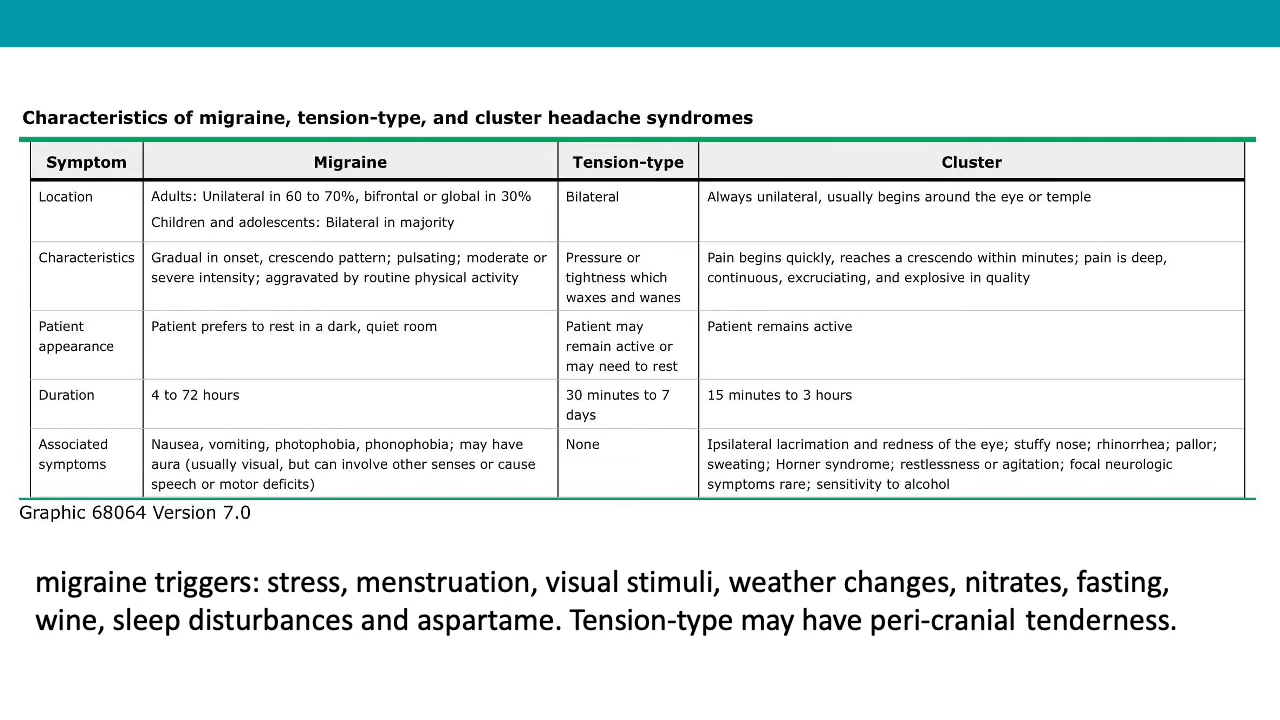 Characteristics of migraine, tension-type, and cluster headache syndromes
Symptom Migraine Tension-type Cluster
Location
Adults: Unilateral in 60 to 70%, bifrontal or global in 30%
Children and adolescents: Bilateral in majority
Bilateral
Always unilateral, usually begins around the eye or temple
Characteristics
Gradual in onset, crescendo pattern; pulsating; moderate or
severe intensity; aggravated by routine physical activity
Pressure or
tightness which
waxes and wanes
Pain begins quickly, reaches a crescendo within minutes; pain is deep,
continuous, excruciating, and explosive in quality
Patient
appearance
Patient prefers to rest in a dark, quiet room
Patient may
remain active or
may need to rest
Patient remains active
Duration
4 to 72 hours
30 minutes to 7
days
15 minutes to 3 hours
Associated
symptoms
Nausea, vomiting, photophobia, phonophobia; may have
aura (usually visual, but can involve other senses or cause
speech or motor deficits)
None
Ipsilateral lacrimation and redness of the eye; stuffy nose; rhinorrhea; pallor;
sweating; Horner syndrome; restlessness or agitation; focal neurologic
symptoms rare; sensitivity to alcohol
Graphic 68064 Version 7.0
migraine triggers: stress, menstruation, visual stimuli, weather changes, nitrates, fasting,
wine, sleep disturbances and aspartame. Tension-type may have peri-cranial tenderness.